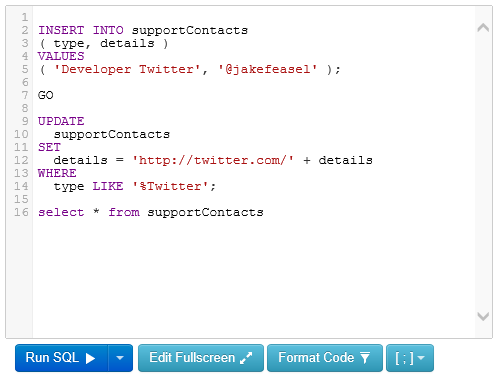 1
2 INSERT INTO supportContacts
3 ( type, details )
4 VALUES
5 ( 'Developer Twitter', '@jakefeasel' );
6
7 GO
8
9 UPDATE
10 supportContacts
11 SET
12 details = 'http://twitter.com/' + details
13 WHERE
14 type LIKE '%Twitter';
15
16 select * from supportContacts
Run SQL Edit Fullscreen Format Code [ ; ]